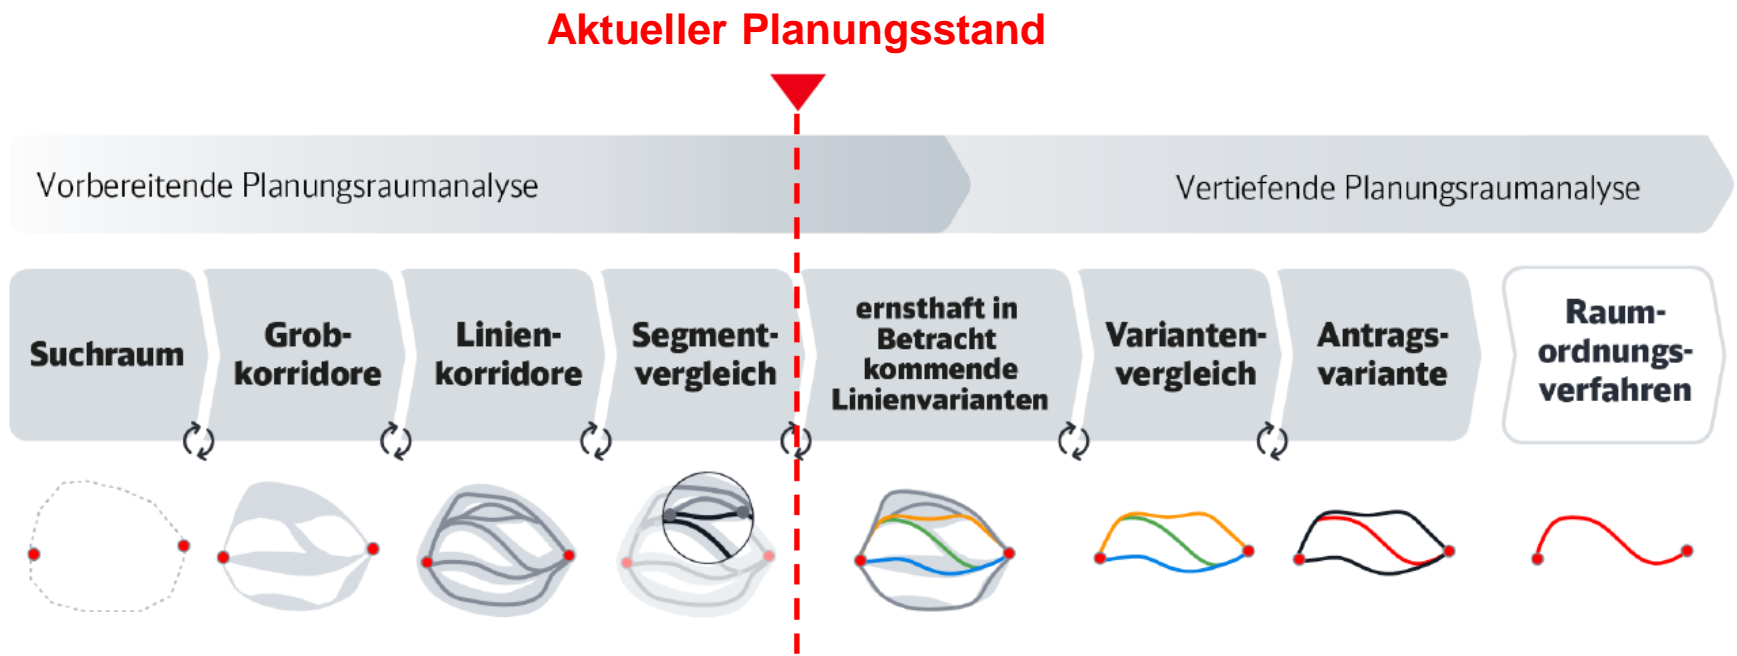 Aktueller Planungsstand
Vorbereitende Planungsraumanalyse
Vertiefende Planungsraumanalyse
Suchraum
Grob-
korridore
Linien-
korridore
Segment-
vergleich
ernsthaft in
Betracht
kommende
Linienvarianten
Varianten-
vergleich
Antrags-
variante
Raum-
ordnungs-
verfahren